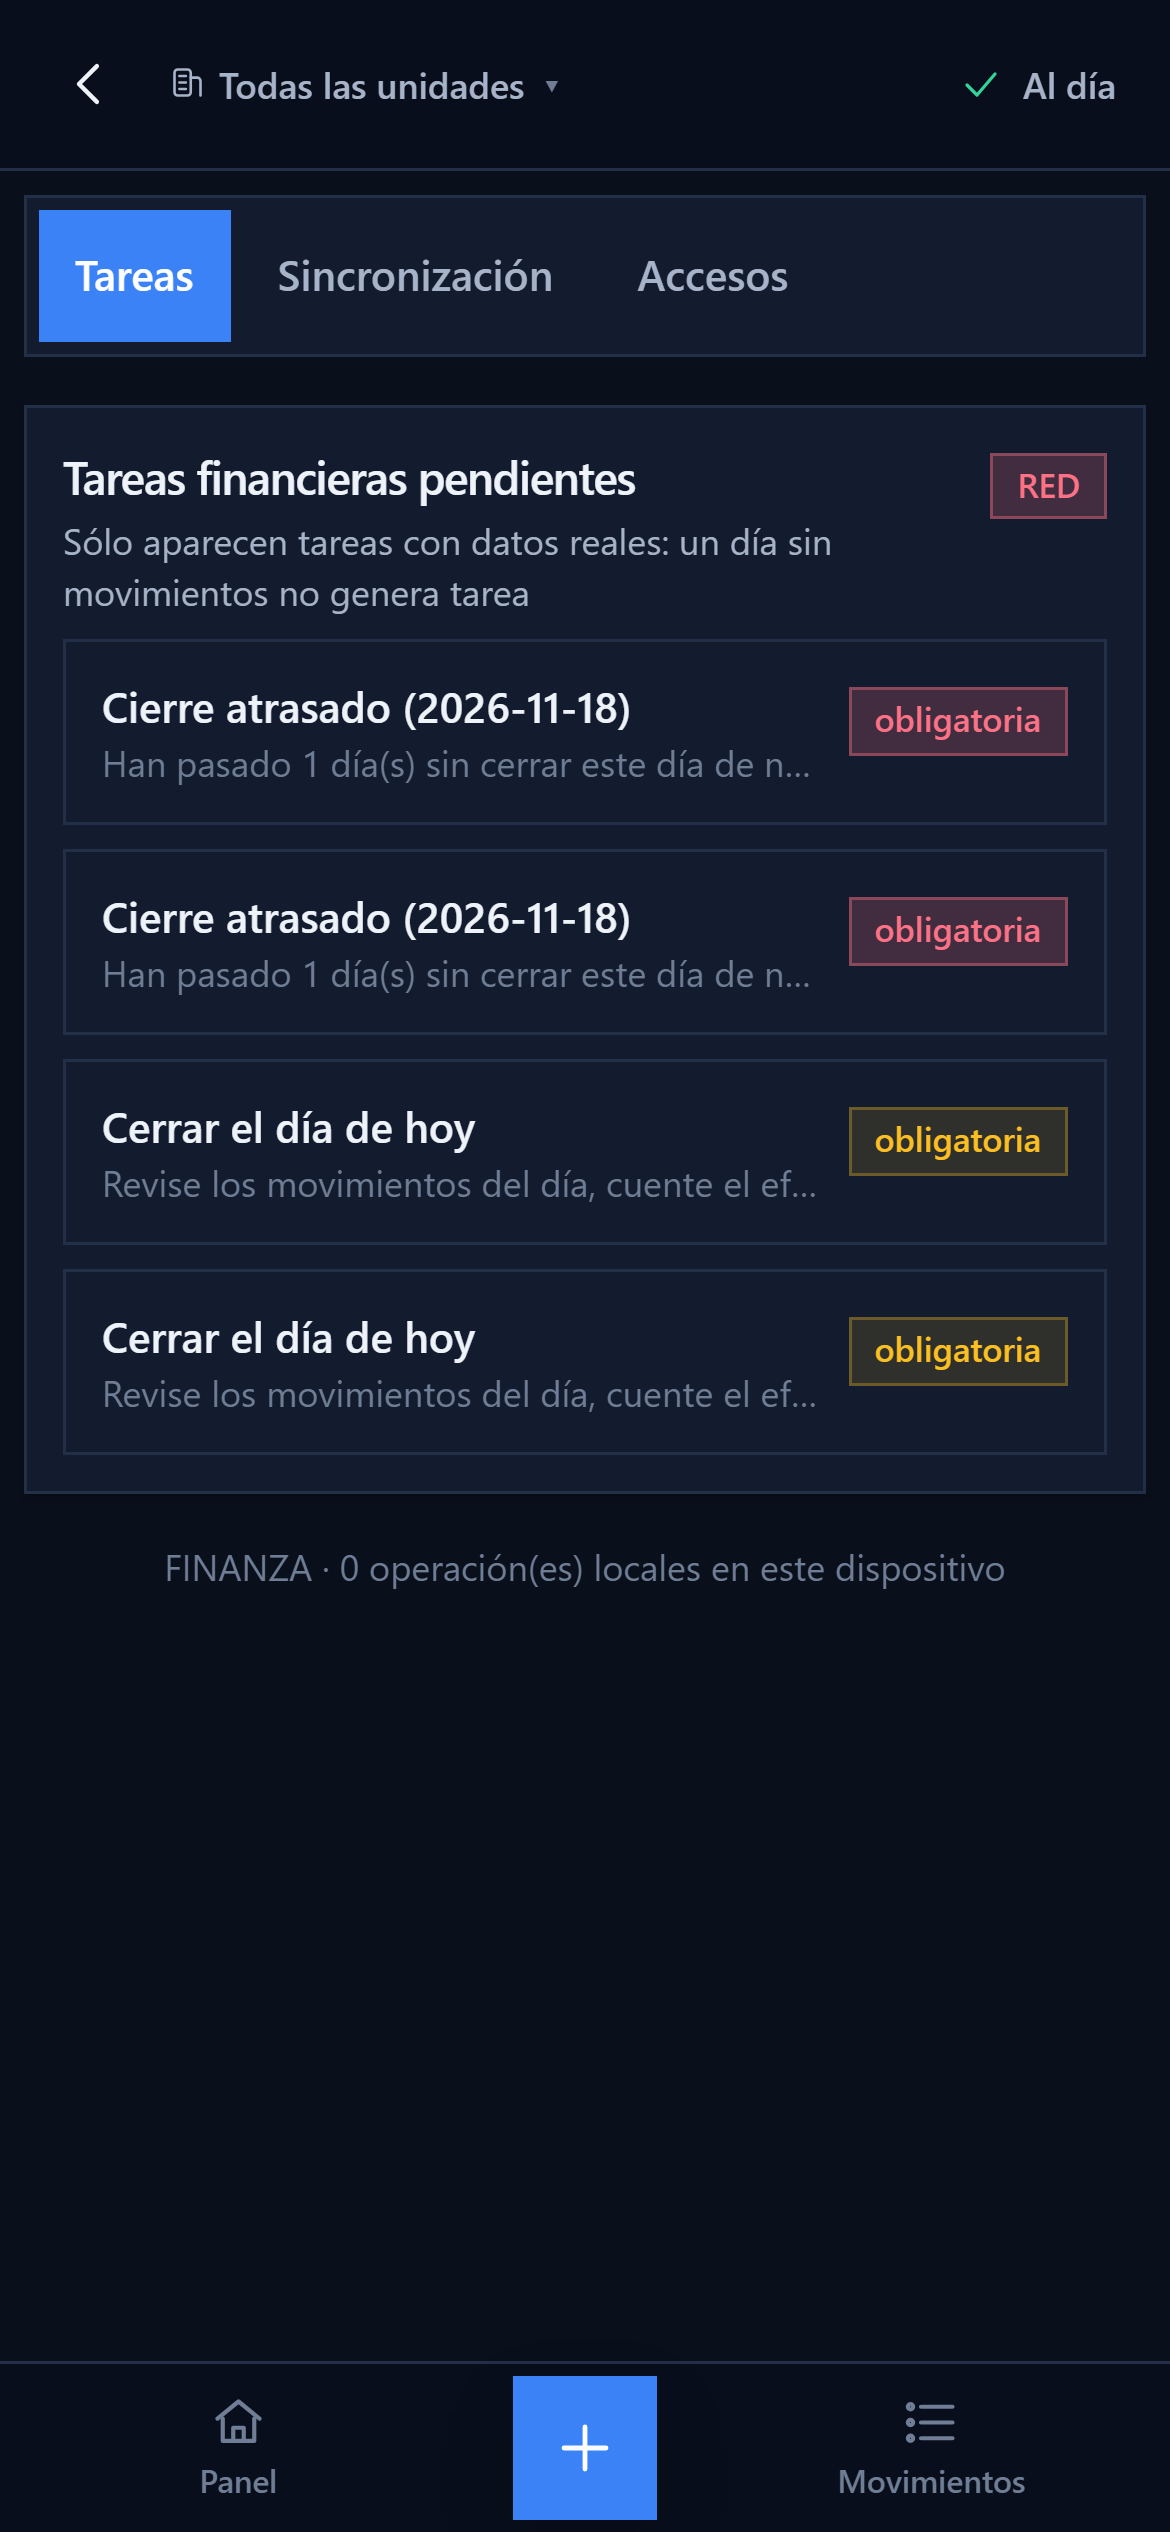 Todas las unidades ▼
Al día
Tareas
Sincronización
Accesos
Tareas financieras pendientes
RED
Sólo aparecen tareas con datos reales: un día sin
movimientos no genera tarea
Cierre atrasado (2026-11-18)
obligatoria
Han pasado 1 día(s) sin cerrar este día de n...
Cierre atrasado (2026-11-18)
obligatoria
Han pasado 1 día(s) sin cerrar este día de n...
Cerrar el día de hoy
obligatoria
Revise los movimientos del día, cuente el ef...
Cerrar el día de hoy
obligatoria
Revise los movimientos del día, cuente el ef...
FINANZA · 0 operación(es) locales en este dispositivo
Panel
Movimientos